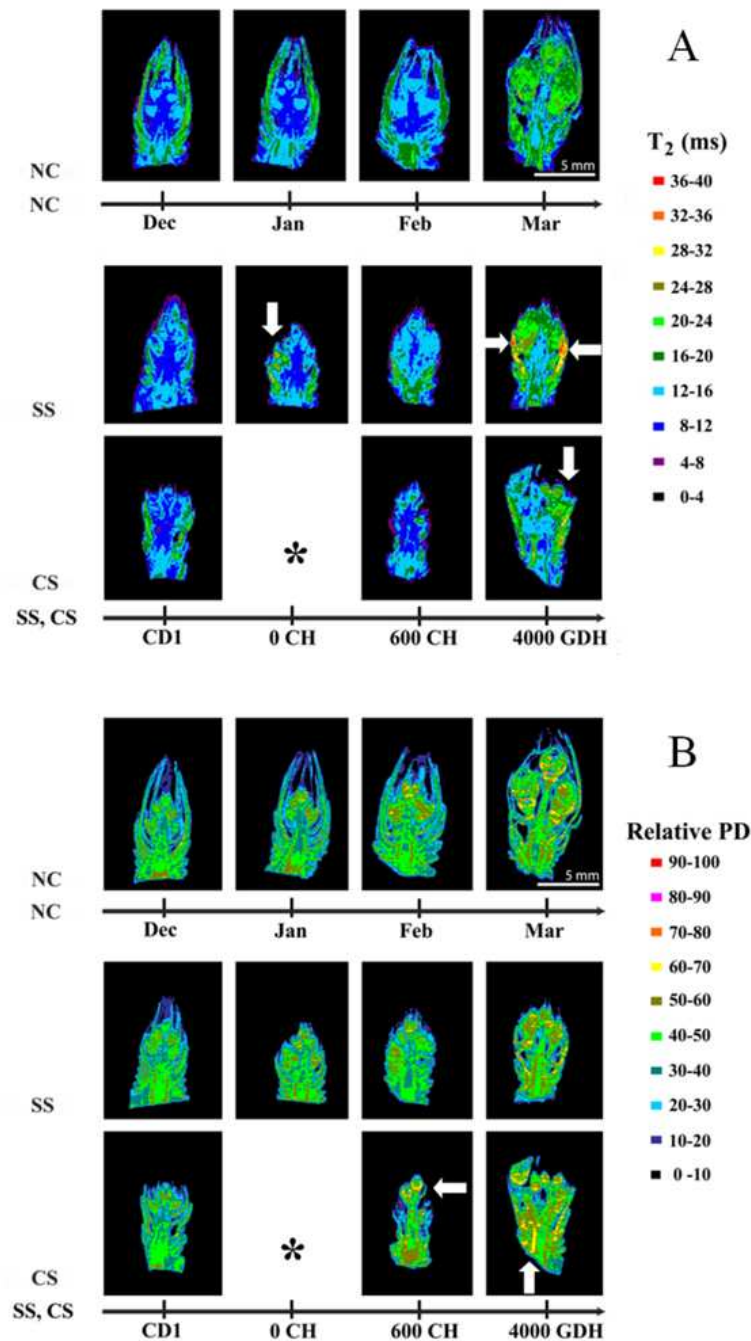 A
T₂ (ms)
36-40
32-36
28-32
24-28
20-24
16-20
12-16
8-12
4-8
0-4
NC
5 mm
NC
Dec Jan Feb Mar
SS
CS
*
SS, CS
CD1 0 CH 600 CH 4000 GDH
B
Relative PD
90-100
80-90
70-80
60-70
50-60
40-50
30-40
20-30
10-20
0 -10
NC
5 mm
NC
Dec Jan Feb Mar
SS
CS
*
SS, CS
CD1 0 CH 600 CH 4000 GDH